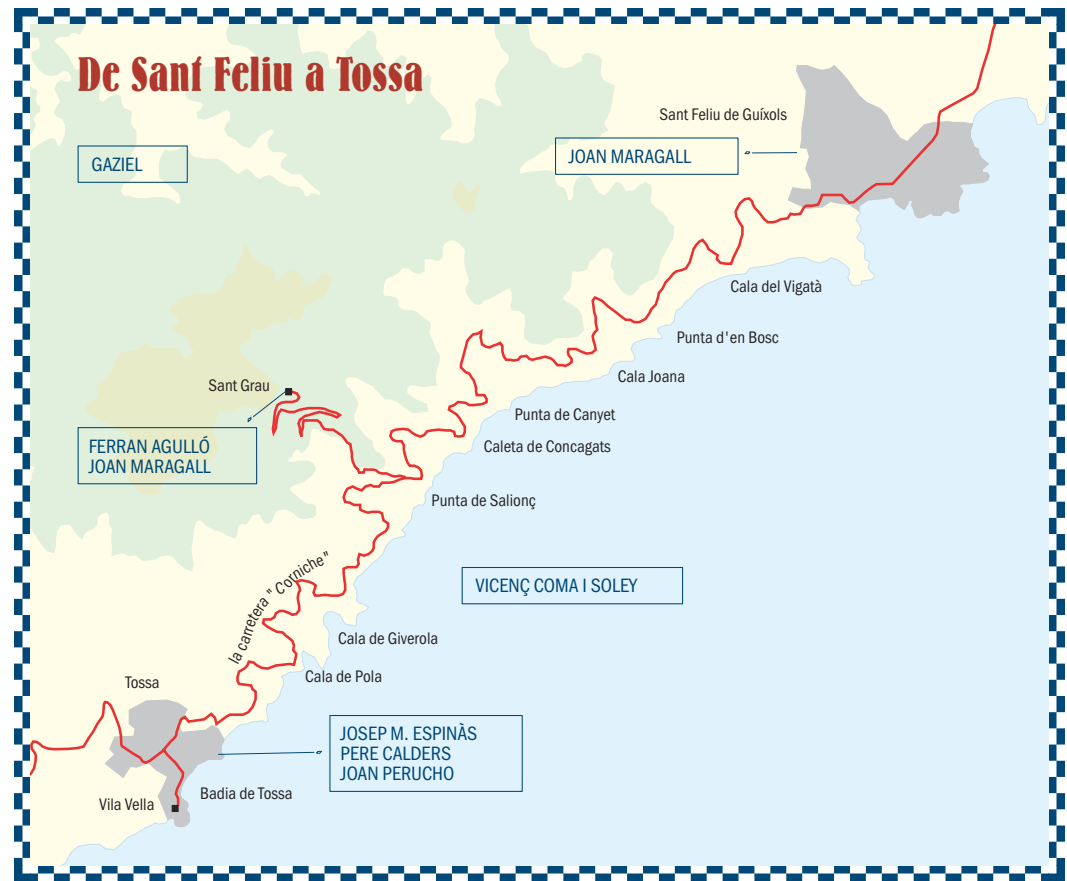 De Sant Feliu a Tossa
Sant Feliu de Guíxols
JOAN MARAGALL
GAZIEL
Cala del Vigatà
Punta d'en Bosc
Cala Joana
Sant Grau
Punta de Canyet
FERRAN AGULLÓ
JOAN MARAGALL
Caleta de Concagats
Punta de Salionç
la carretera " Corniche"
VICENÇ COMA I SOLEY
Cala de Giverola
Cala de Pola
Tossa
JOSEP M. ESPINÀS
PERE CALDERS
JOAN PERUCHO
Badia de Tossa
Vila Vella